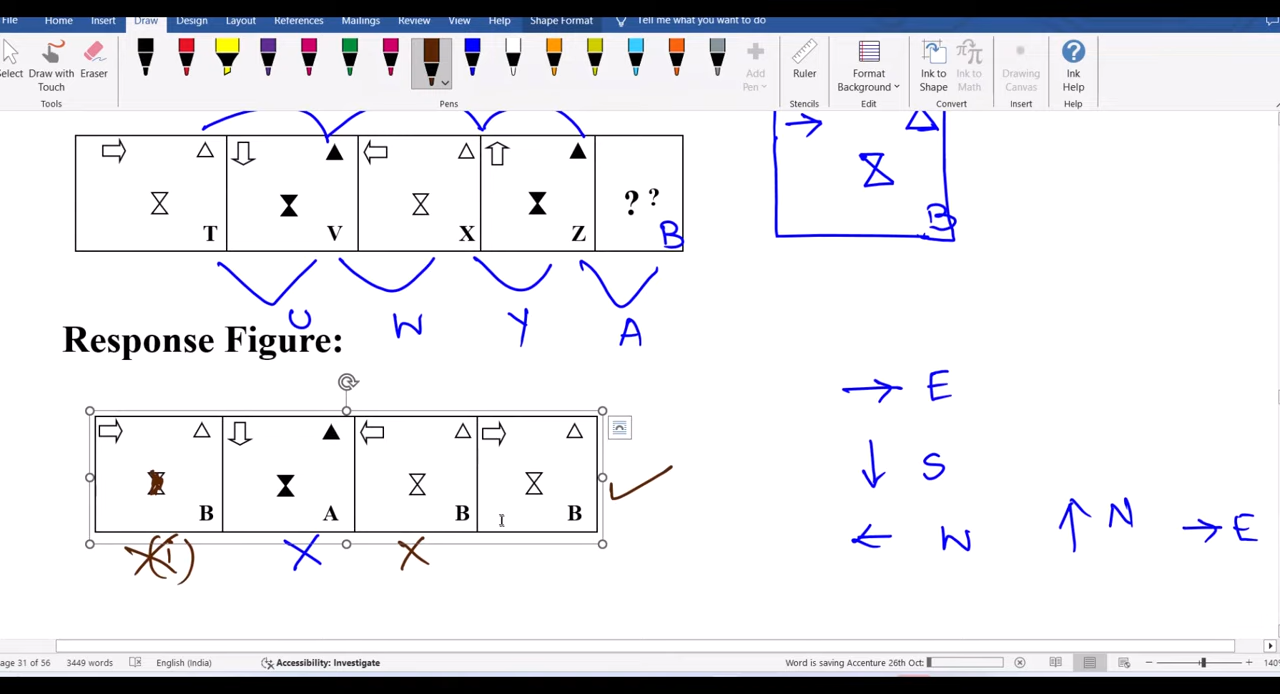 File Home Insert Draw Design Layout References Mailings Review View Help Shape Format Tell me what you want to do
Select
Draw with Touch
Eraser
Add Pen
Ruler
Format Background
Ink to Shape
Ink to Math
Drawing Canvas
Ink Help
Tools Pens Stencils Edit Convert Insert Help
? ?
T V X Z B
B
U W Y A
Response Figure:
B A B B
X(1) X X
→ E
↓ S
← W ↑ N → E
Page 31 of 56 3449 words English (India) Accessibility: Investigate Word is saving Accenture 26th Oct: 140%